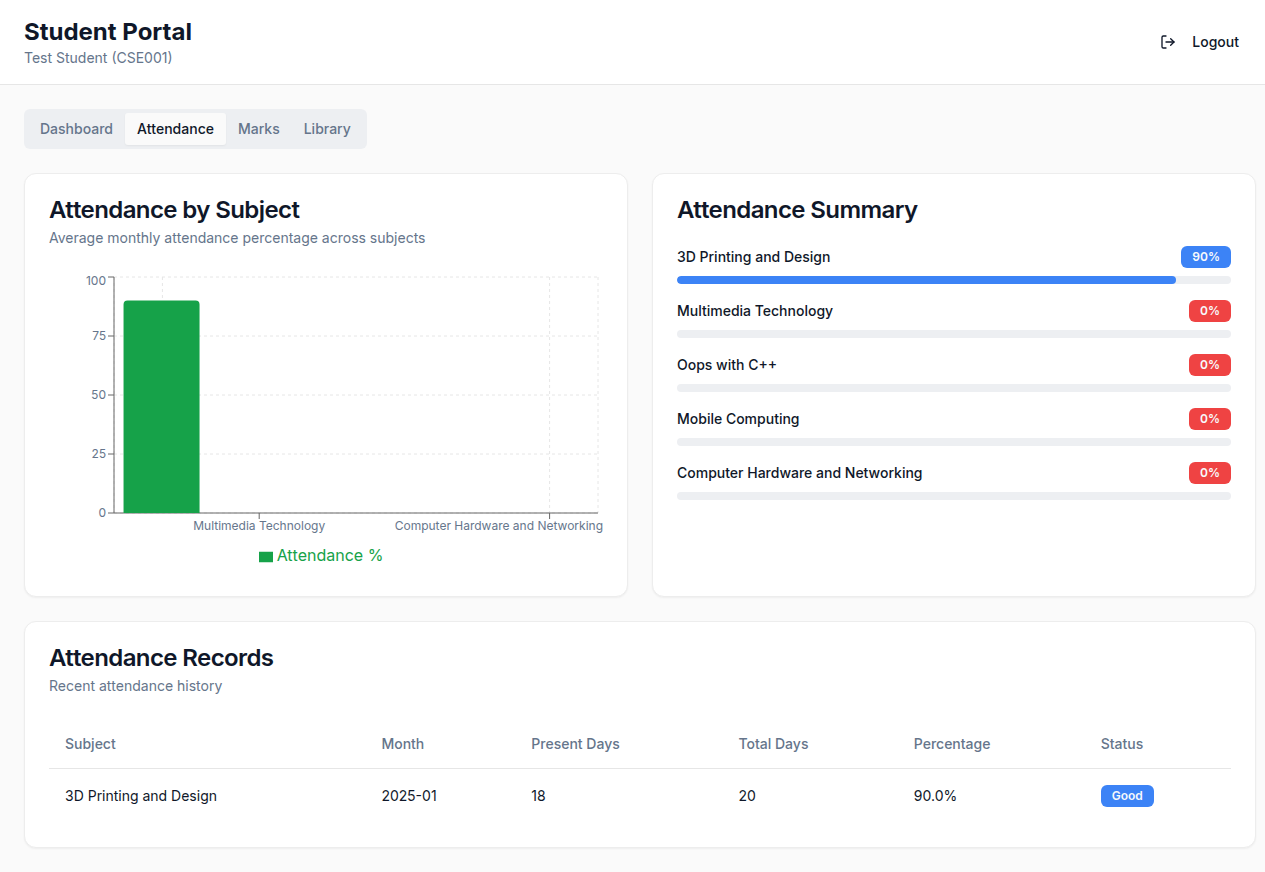 Student Portal
Test Student (CSE001)
Logout
Dashboard Attendance Marks Library
Attendance by Subject
Average monthly attendance percentage across subjects
100
75
50
25
0
Multimedia Technology Computer Hardware and Networking
Attendance %
Attendance Summary
3D Printing and Design 90%
Multimedia Technology 0%
Oops with C++ 0%
Mobile Computing 0%
Computer Hardware and Networking 0%
Attendance Records
Recent attendance history
Subject Month Present Days Total Days Percentage Status
3D Printing and Design 2025-01 18 20 90.0% Good